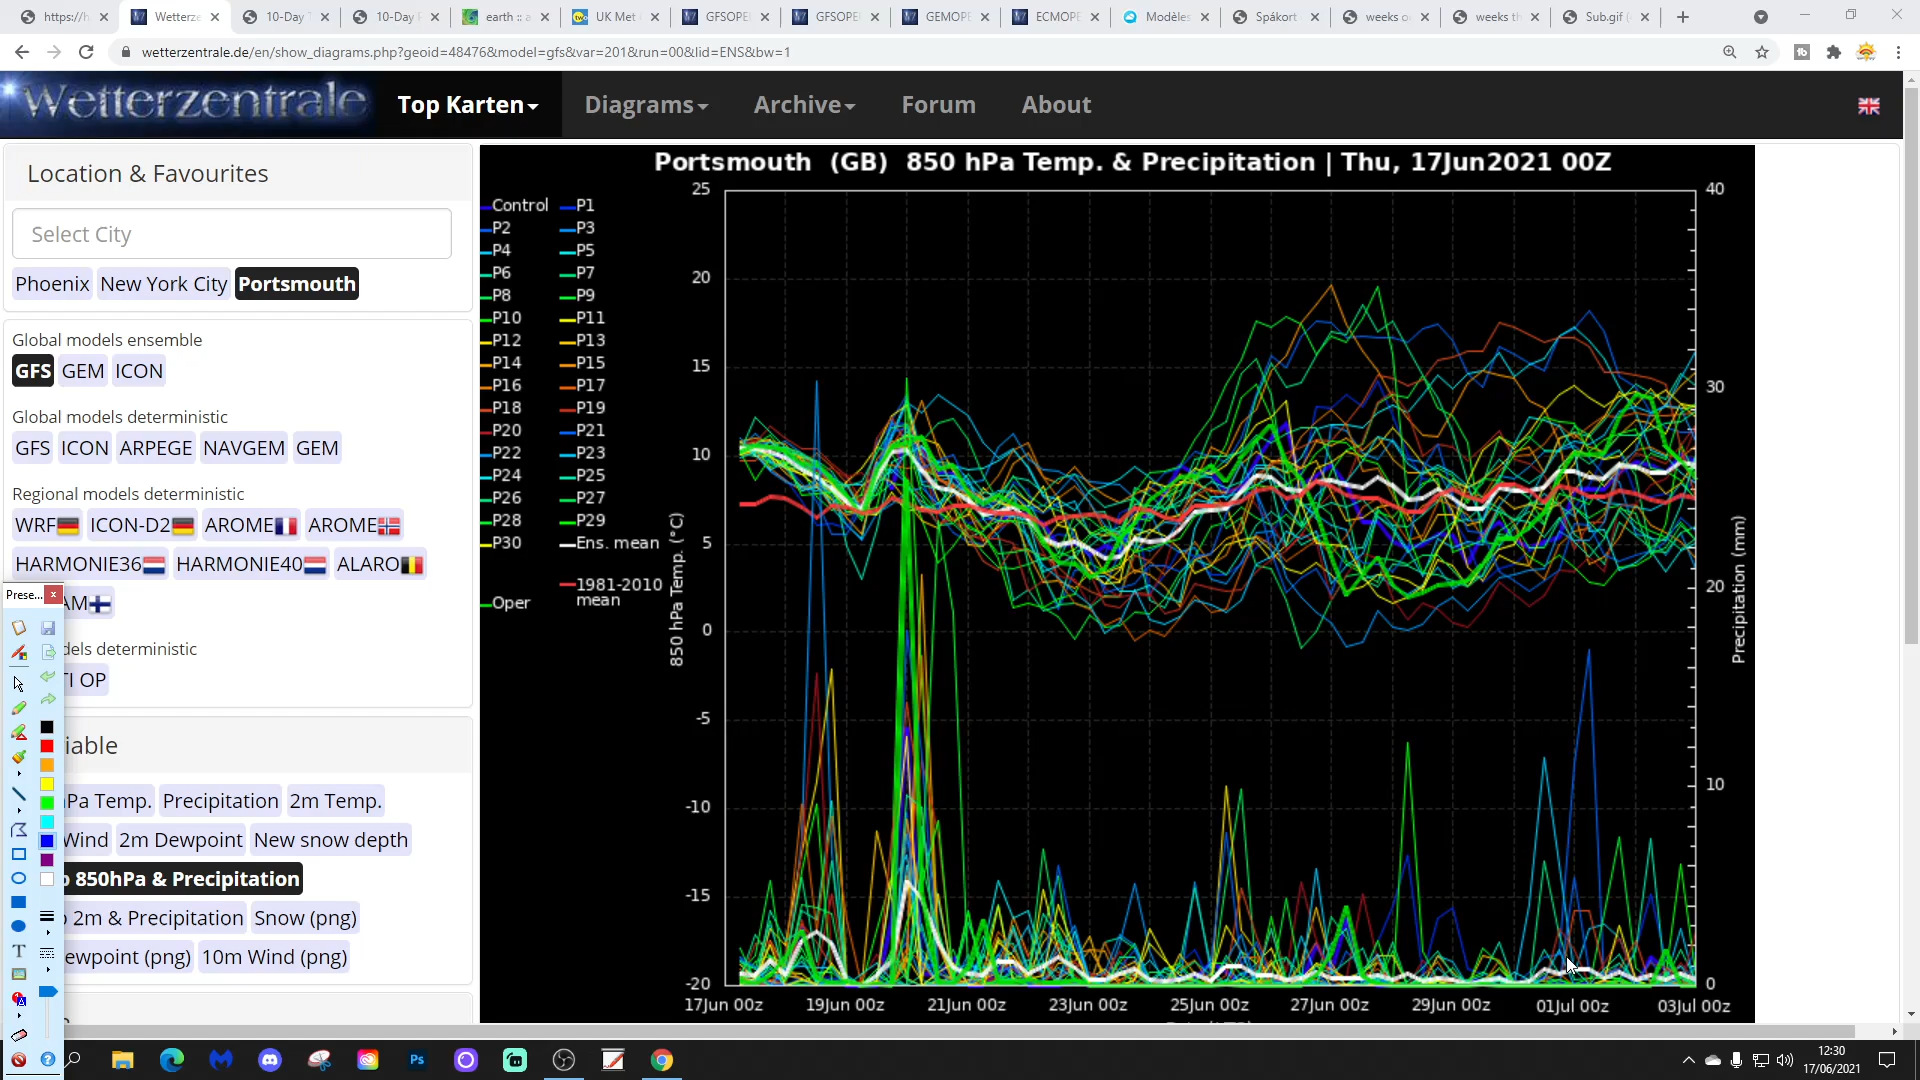 https://h
Wetterze
10-Day T
10-Day
earth :: a
UK Met
GFSOPE
GFSOPE
GEMOPE
ECMOPE
Modèles
Spákort
weeks o
weeks th
Sub.gif
wetterzentrale.de/en/show_diagrams.php?geoid=48476&model=gfs&var=201&run=00&lid=ENS&bw=1
Wetterzentrale
Top Karten
Diagrams
Archive
Forum
About
Location & Favourites
Select City
Phoenix New York City Portsmouth
Global models ensemble
GFS GEM ICON
Global models deterministic
GFS ICON ARPEGE NAVGEM GEM
Regional models deterministic
WRF ICON-D2 AROME AROME
HARMONIE36 HARMONIE40 ALARO
AM
dels deterministic
TI OP
iable
Pa Temp. Precipitation 2m Temp.
Wind 2m Dewpoint New snow depth
850hPa & Precipitation
2m & Precipitation Snow (png)
ewpoint (png) 10m Wind (png)
Prese...
T
Portsmouth (GB) 850 hPa Temp. & Precipitation | Thu, 17Jun2021 00Z
Control P1
P2 P3
P4 P5
P6 P7
P8 P9
P10 P11
P12 P13
P14 P15
P16 P17
P18 P19
P20 P21
P22 P23
P24 P25
P26 P27
P28 P29
P30 Ens. mean
Oper 1981-2010
mean
850 hPa Temp. (°C)
25
20
15
10
5
0
-5
-10
-15
-20
40
30
20
10
0
Precipitation (mm)
17Jun 00z 19Jun 00z 21Jun 00z 23Jun 00z 25Jun 00z 27Jun 00z 29Jun 00z 01Jul 00z 03Jul 00z
Ps
12:30
17/06/2021